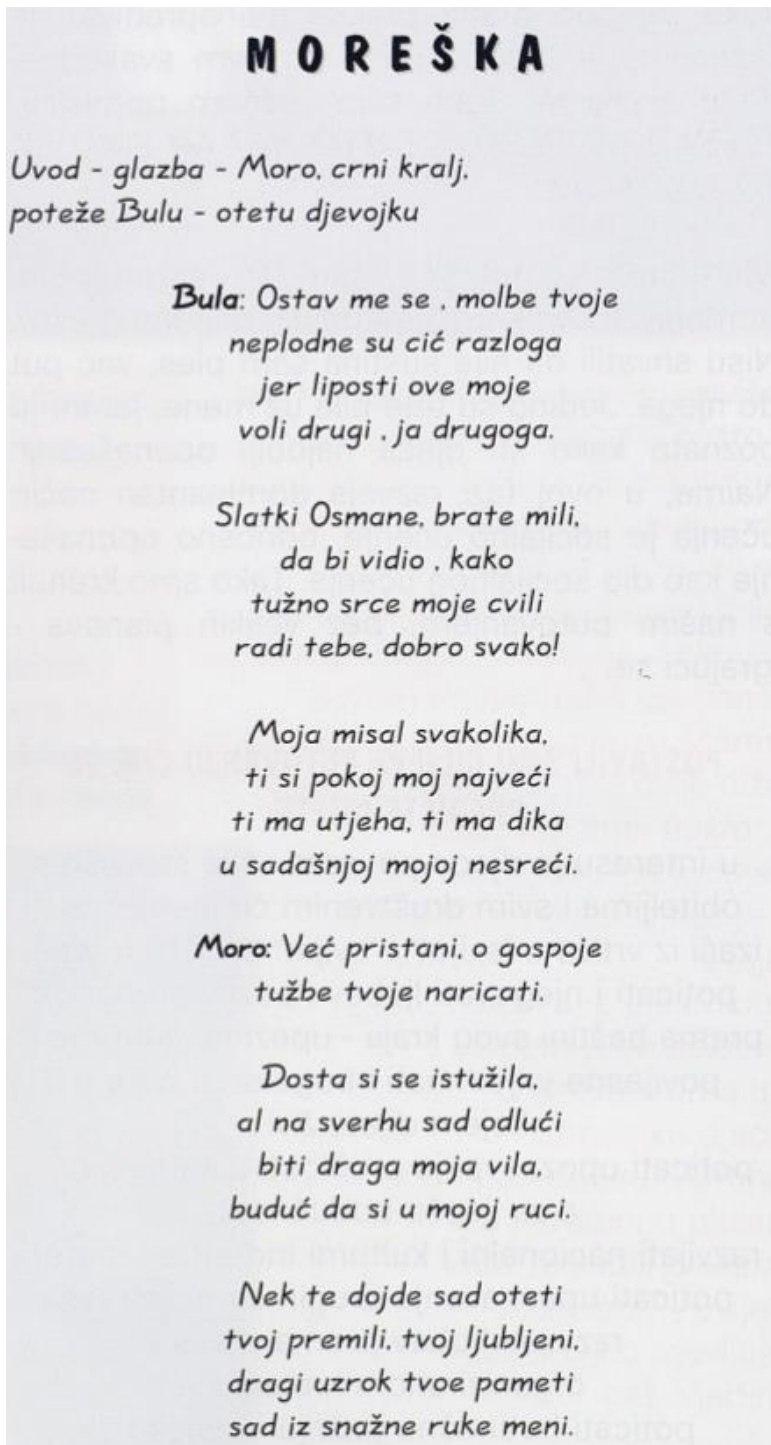 MOREŠKA
Uvod - glazba - Moro, crni kralj,
poteže Bulu - otetu djevojku
Bula: Ostav me se , molbe tvoje
neplodne su cić razloga
jer liposti ove moje
voli drugi , ja drugoga.
Slatki Osmane, brate mili,
da bi vidio , kako
tužno srce moje cvili
radi tebe, dobro svako!
Moja misal svakolika,
ti si pokoj moj najveći
ti ma utjeha, ti ma dika
u sadašnjoj mojoj nesreći.
Moro: Već pristani, o gospoje
tužbe tvoje naricati.
Dosta si se istužila,
al na sverhu sad odlući
biti draga moja vila,
buduć da si u mojoj ruci.
Nek te dojde sad oteti
tvoj premili, tvoj ljubljeni,
dragi uzrok tvoe pameti
sad iz snažne ruke meni.